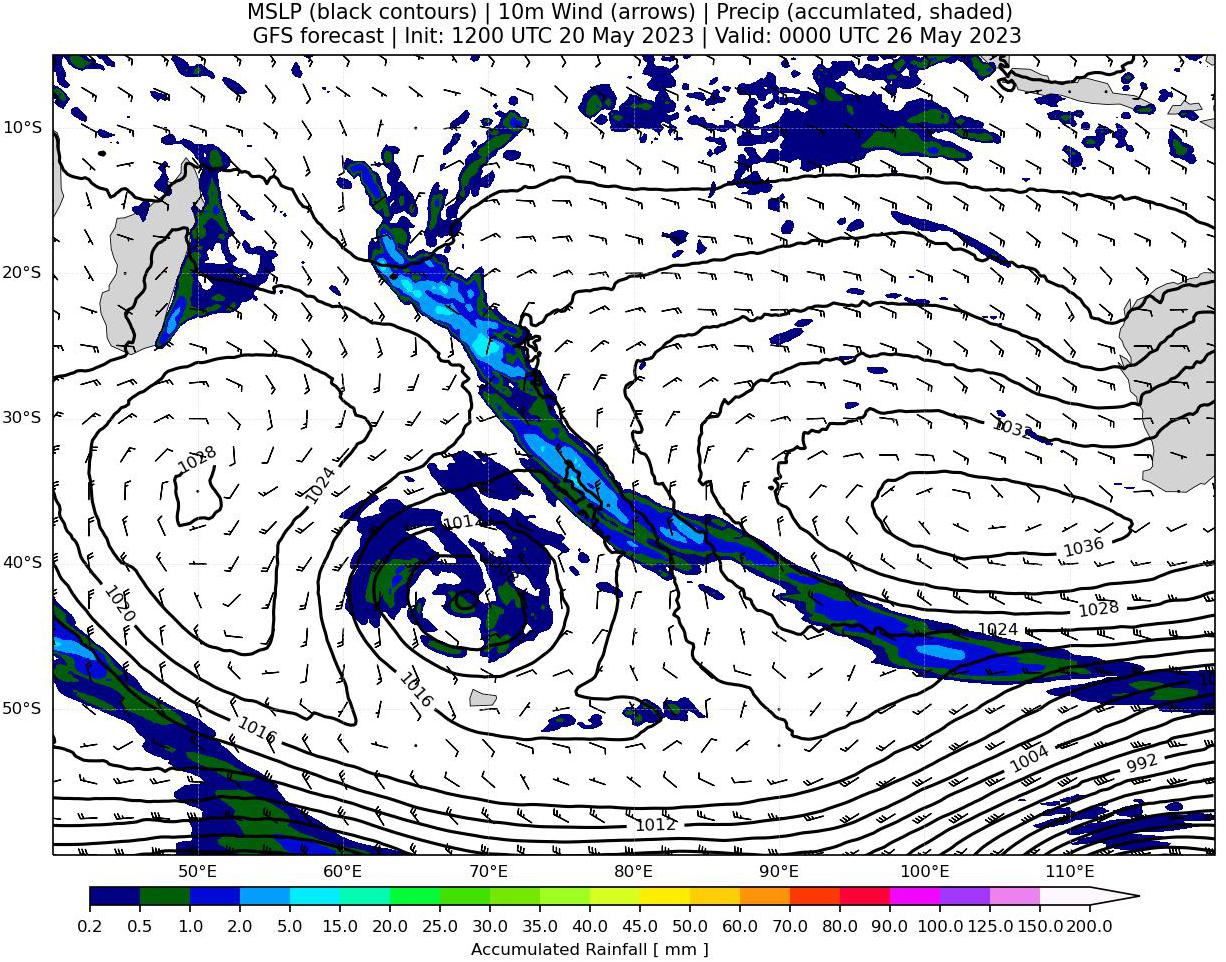 MSLP (black contours) | 10m Wind (arrows) | Precip (accumlated, shaded)
GFS forecast | Init: 1200 UTC 20 May 2023 | Valid: 0000 UTC 26 May 2023
10°S
20°S
30°S
40°S
50°S
1032
1028
1024
1012
1036
1020
1028
1024
1016
1016
1004
992
1012
50°E
60°E
70°E
80°E
90°E
100°E
110°E
0.2 0.5 1.0 2.0 5.0 10.0 15.0 20.0 25.0 30.0 35.0 40.0 45.0 50.0 60.0 70.0 80.0 90.0 100.0 125.0 150.0 200.0
Accumulated Rainfall [ mm ]